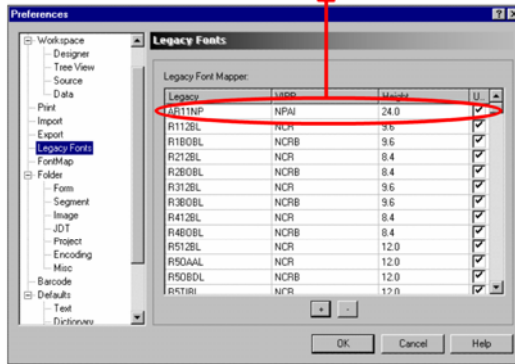 Preferences
Workspace
Designer
Tree View
Source
Data
Print
Import
Export
Legacy Fonts
FontMap
Folder
Form
Segment
Image
JDT
Project
Encoding
Misc
Barcode
Defaults
Text
Dictionary
Legacy Fonts
Legacy Font Mapper:
Legacy VIPP Height U...
AR11NP NPAI 24.0
R112BL NCR 9.6
R1BOBL NCRB 9.6
R212BL NCR 8.4
R2BOBL NCRB 8.4
R312BL NCR 9.6
R3BOBL NCRB 9.6
R412BL NCR 8.4
R4BOBL NCRB 8.4
R512BL NCR 12.0
R5OAAL NCR 12.0
R5OBDL NCRB 12.0
R5TIBL NCR 12.0
+ -
OK Cancel Help